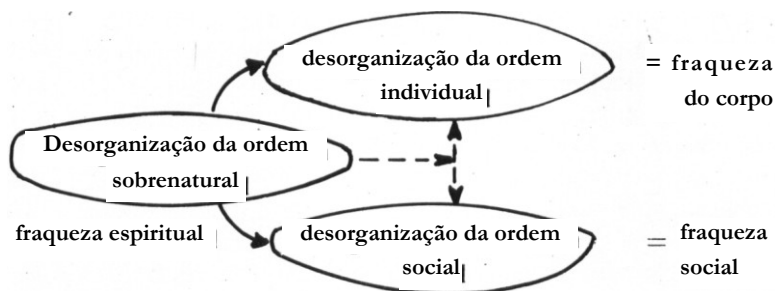 desorganização da ordem
individual
= fraqueza
do corpo
Desorganização da ordem
sobrenatural
fraqueza espiritual
desorganização da ordem
social
= fraqueza
social